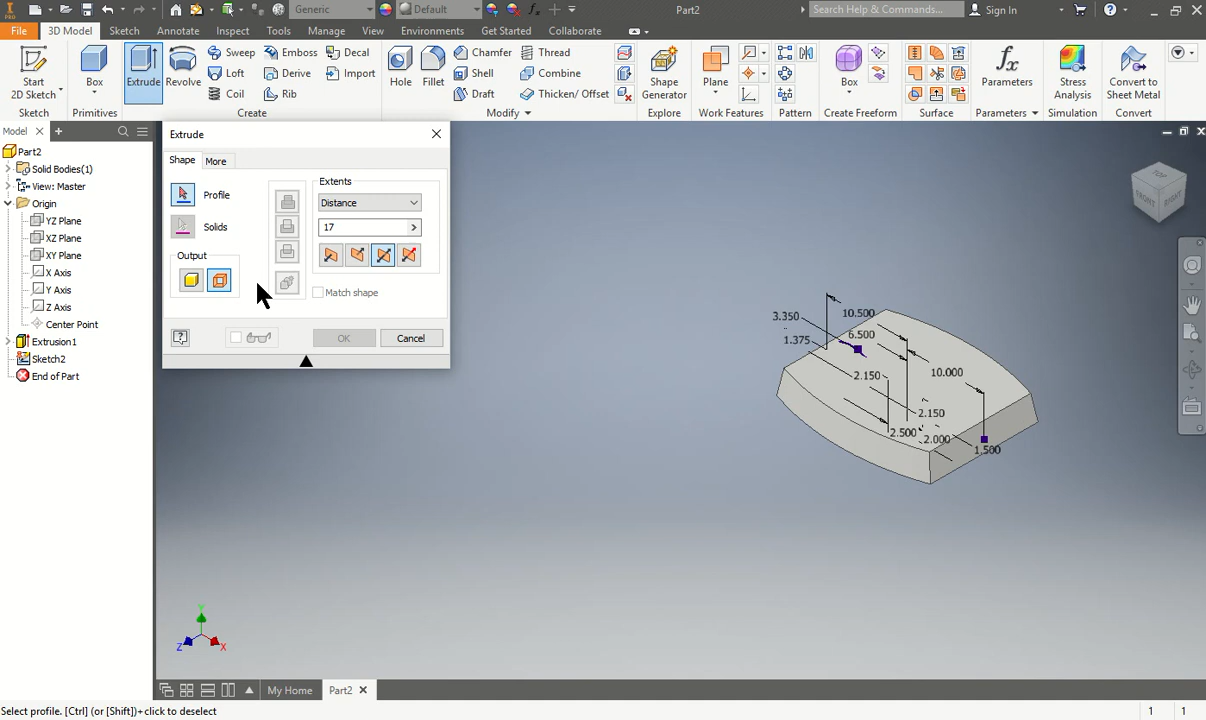 PRO
Generic
Default
Part2
Search Help & Commands...
Sign In
File
3D Model
Sketch
Annotate
Inspect
Tools
Manage
View
Environments
Get Started
Collaborate
Start
2D Sketch
Box
Extrude
Revolve
Sweep
Loft
Coil
Emboss
Derive
Rib
Decal
Import
Hole
Fillet
Chamfer
Shell
Draft
Thread
Combine
Thicken/ Offset
Shape
Generator
Plane
Box
Parameters
Stress
Analysis
Convert to
Sheet Metal
Sketch
Primitives
Create
Modify
Explore
Work Features
Pattern
Create Freeform
Surface
Parameters
Simulation
Convert
Model
Part2
Solid Bodies(1)
View: Master
Origin
YZ Plane
XZ Plane
XY Plane
X Axis
Y Axis
Z Axis
Center Point
Extrusion1
Sketch2
End of Part
Extrude
Shape
More
Profile
Solids
Output
Extents
Distance
17
Match shape
OK
Cancel
TOP
FRONT
RIGHT
3.350
10.500
1.375
6.500
2.150
10.000
2.150
2.500
2.000
1.500
Y
Z
X
My Home
Part2
Select profile. [Ctrl] (or [Shift])+click to deselect
1
1